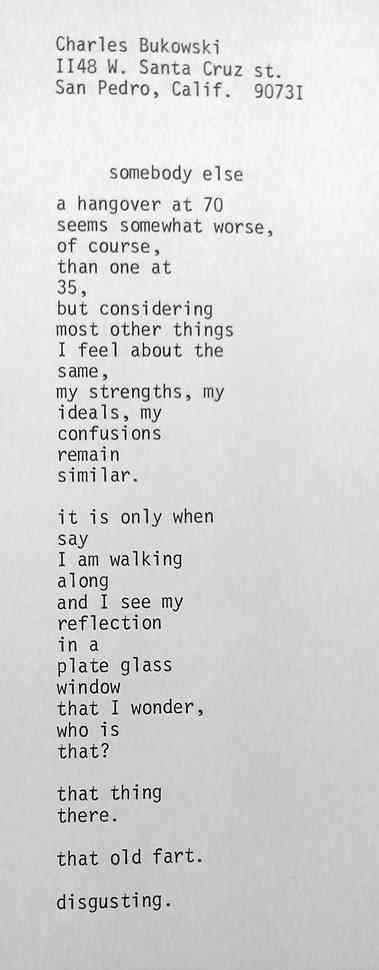 Charles Bukowski
II48 W. Santa Cruz st.
San Pedro, Calif.  9073I
somebody else
a hangover at 70
seems somewhat worse,
of course,
than one at
35,
but considering
most other things
I feel about the
same,
my strengths, my
ideals, my
confusions
remain
similar.
it is only when
say
I am walking
along
and I see my
reflection
in a
plate glass
window
that I wonder,
who is
that?
that thing
there.
that old fart.
disgusting.